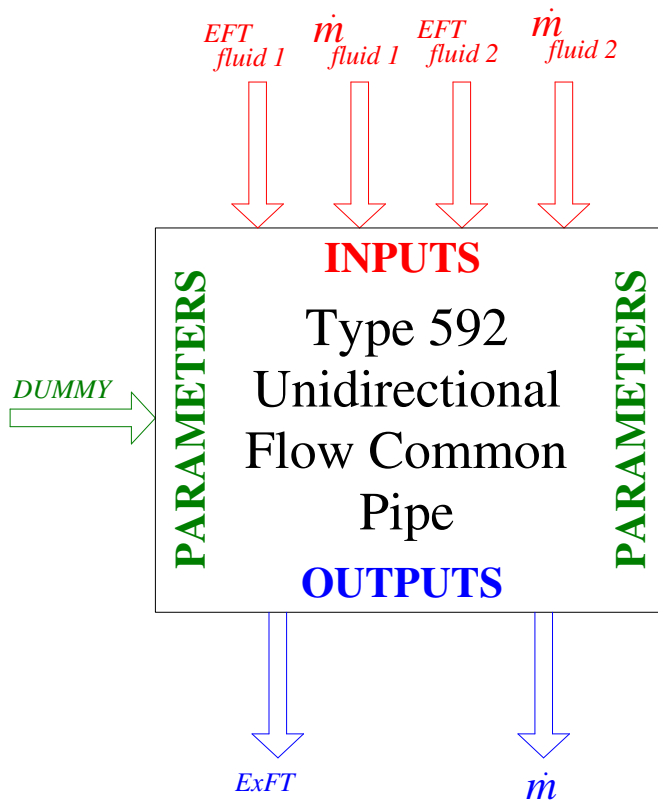 EFT fluid 1 ṁ fluid 1 EFT fluid 2 ṁ fluid 2
INPUTS
PARAMETERS
PARAMETERS
Type 592
Unidirectional
Flow Common
Pipe
DUMMY
OUTPUTS
ExFT ṁ